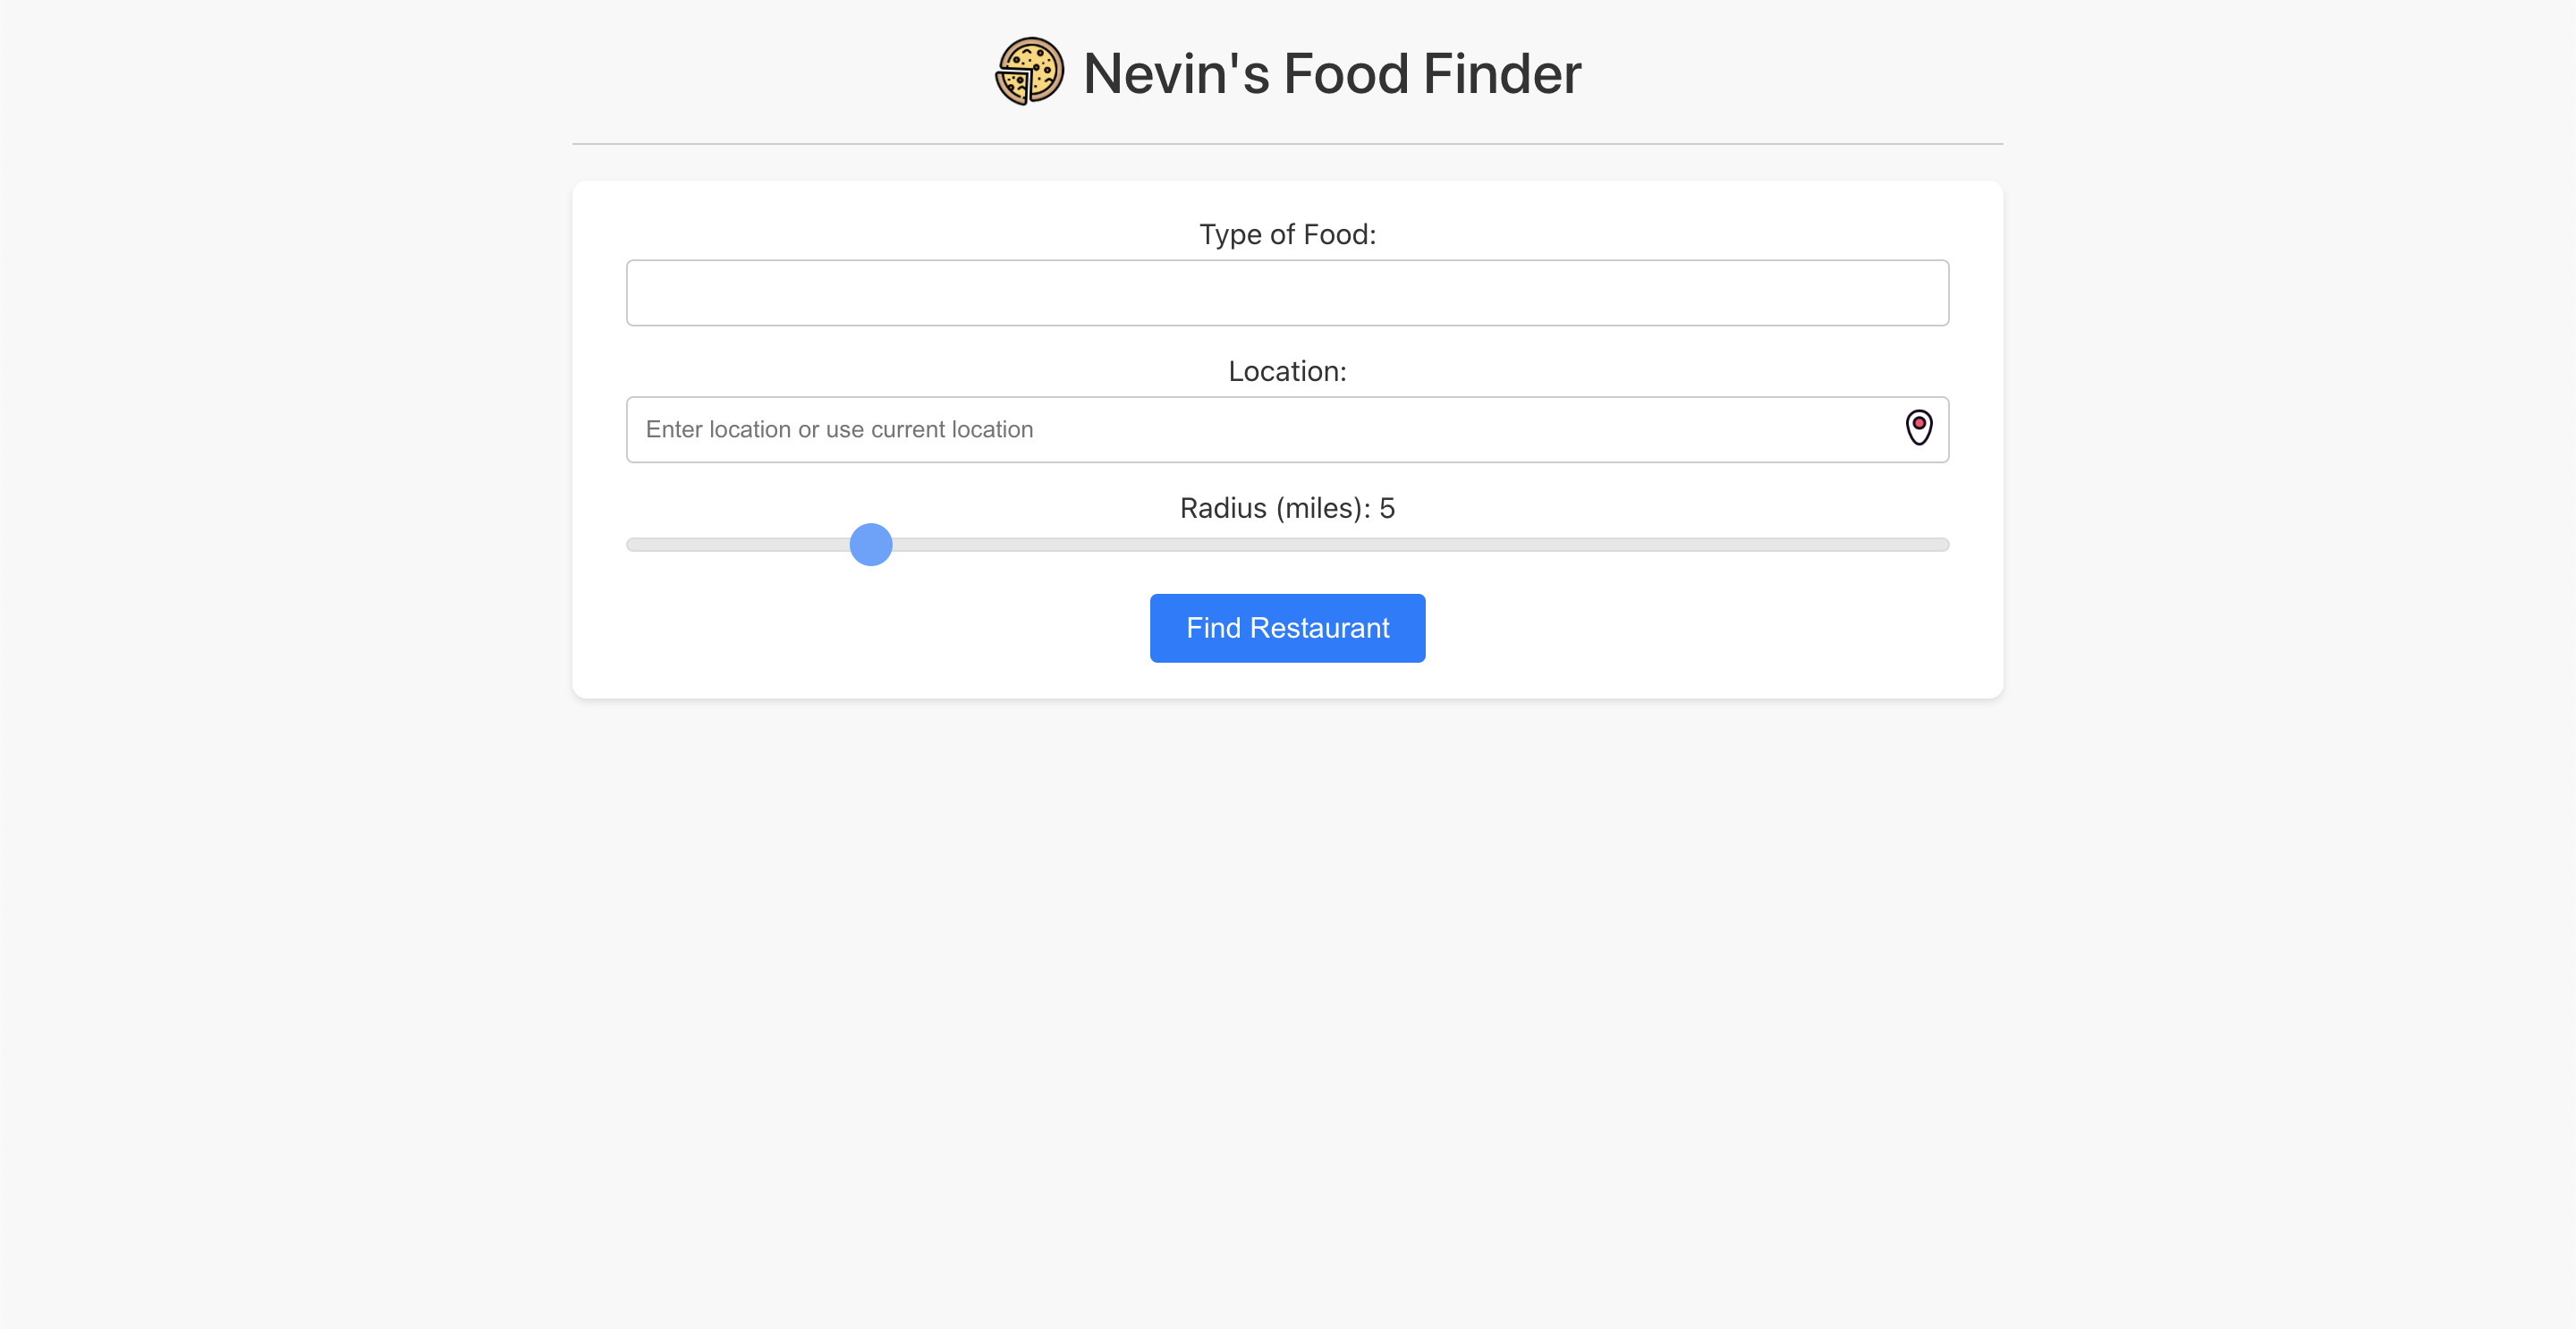 Nevin's Food Finder
Type of Food:
Location:
Enter location or use current location
Radius (miles): 5
Find Restaurant